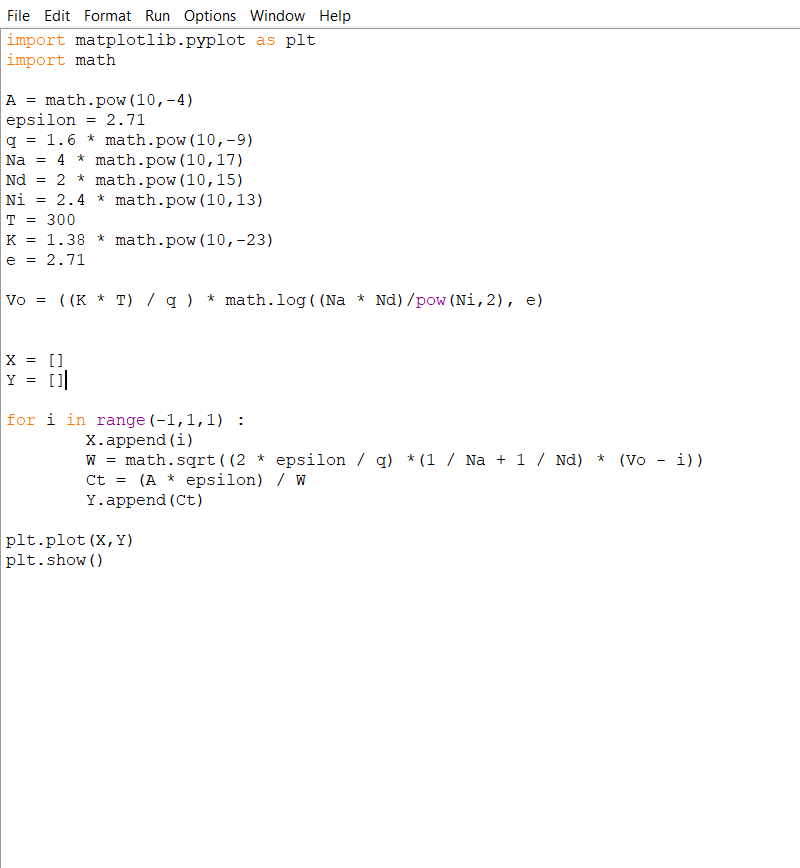 File Edit Format Run Options Window Help
import matplotlib.pyplot as plt
import math
A = math.pow(10,-4)
epsilon = 2.71
q = 1.6 * math.pow(10,-9)
Na = 4 * math.pow(10,17)
Nd = 2 * math.pow(10,15)
Ni = 2.4 * math.pow(10,13)
T = 300
K = 1.38 * math.pow(10,-23)
e = 2.71
Vo = ((K * T) / q ) * math.log((Na * Nd)/pow(Ni,2), e)
X = []
Y = []
for i in range(-1,1,1) :
        X.append(i)
        W = math.sqrt((2 * epsilon / q) *(1 / Na + 1 / Nd) * (Vo - i))
        Ct = (A * epsilon) / W
        Y.append(Ct)
plt.plot(X,Y)
plt.show()